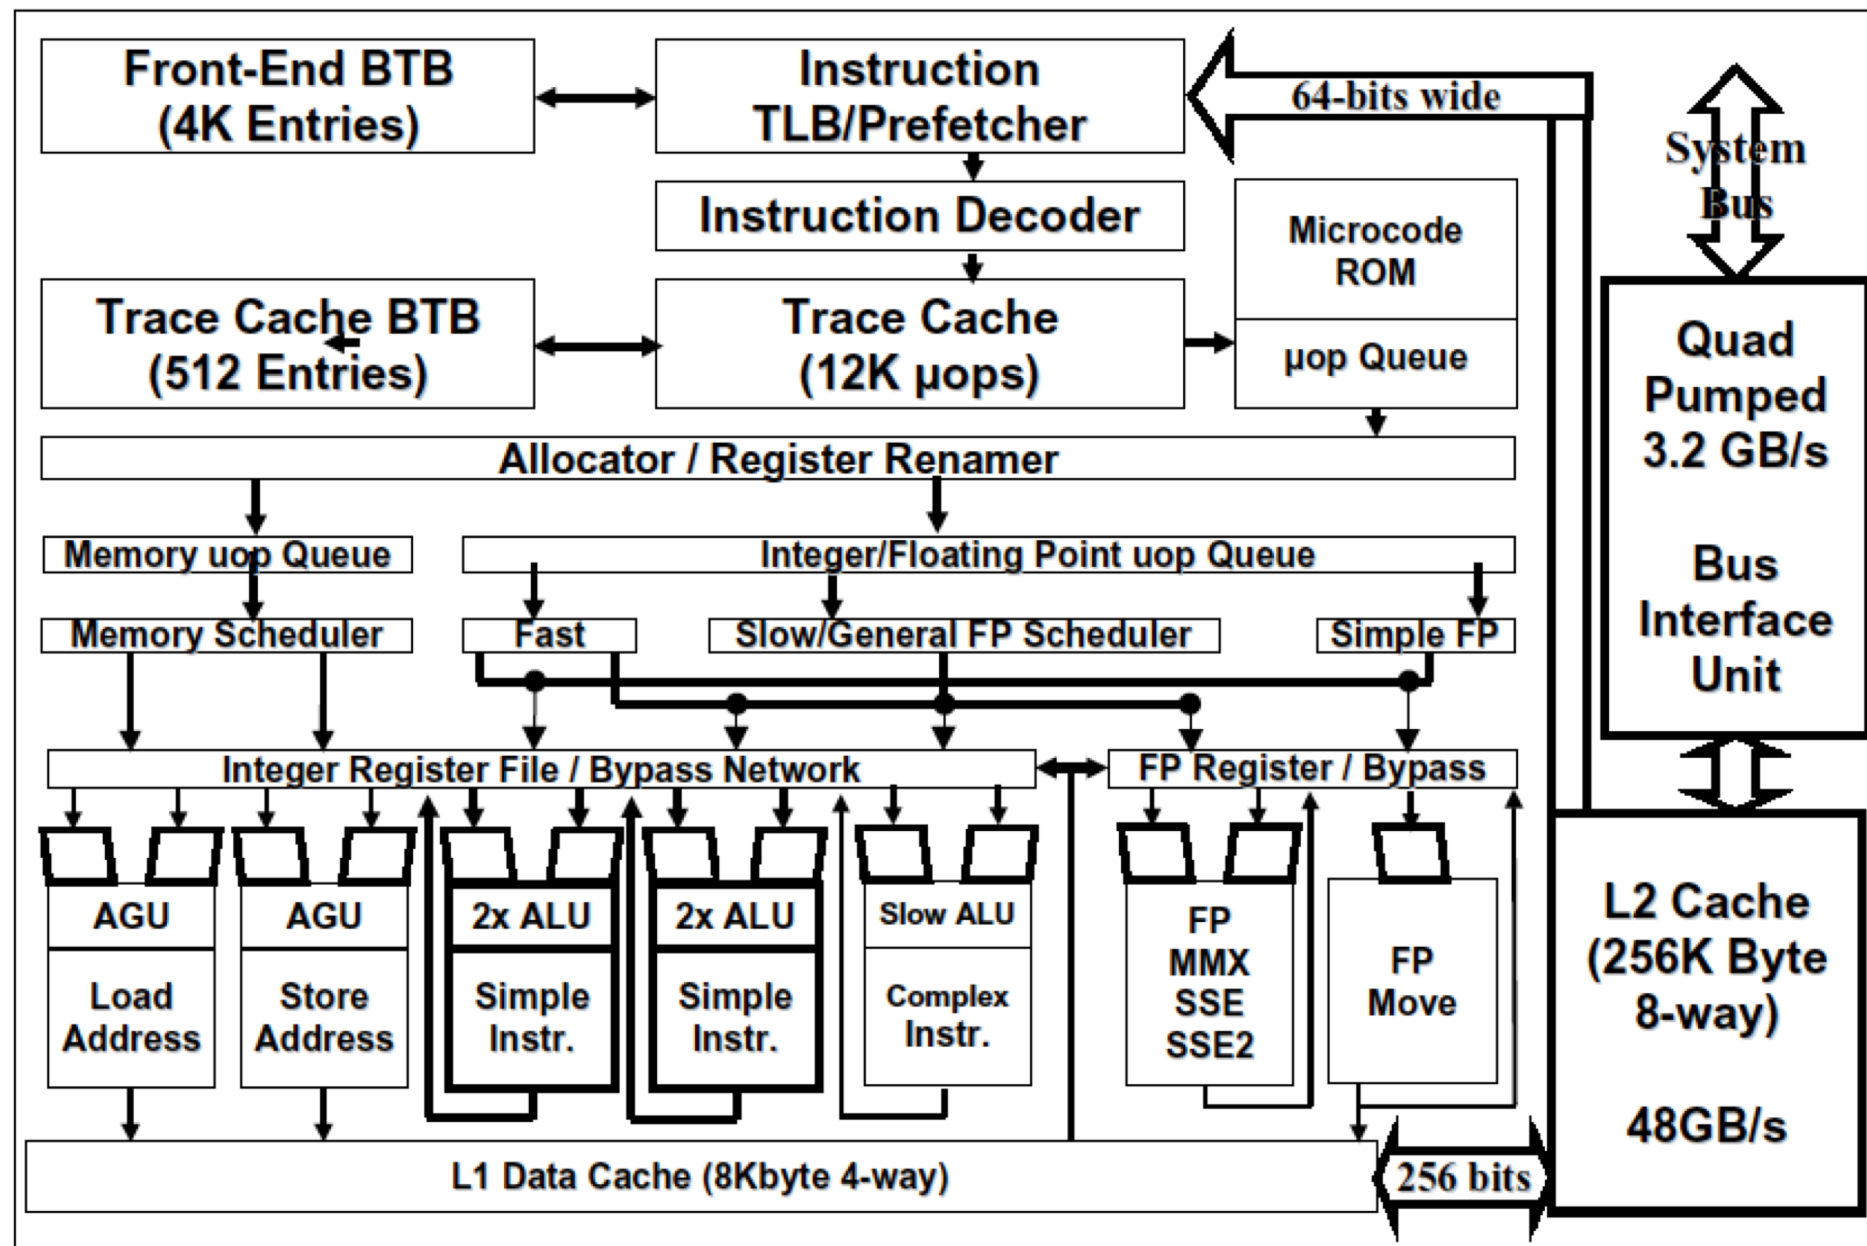 Front-End BTB
(4K Entries)
Instruction
TLB/Prefetcher
64-bits wide
System
Bus
Instruction Decoder
Microcode
ROM
Trace Cache BTB
(512 Entries)
Trace Cache
(12K µops)
µop Queue
Quad
Pumped
3.2 GB/s
Bus
Interface
Unit
Allocator / Register Renamer
Memory uop Queue
Integer/Floating Point uop Queue
Memory Scheduler
Fast
Slow/General FP Scheduler
Simple FP
Integer Register File / Bypass Network
FP Register / Bypass
AGU
Load
Address
AGU
Store
Address
2x ALU
Simple
Instr.
2x ALU
Simple
Instr.
Slow ALU
Complex
Instr.
FP
MMX
SSE
SSE2
FP
Move
L2 Cache
(256K Byte
8-way)
48GB/s
L1 Data Cache (8Kbyte 4-way)
256 bits